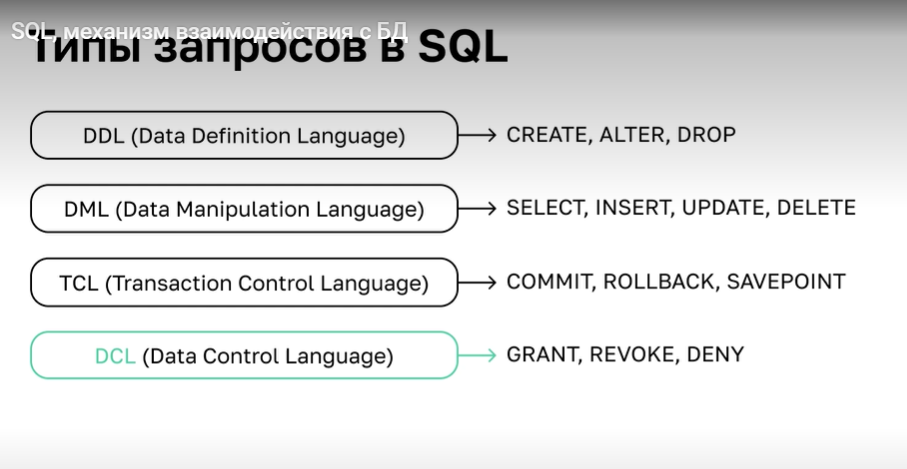 SQL, механизм взаимодействия с БД
Типы запросов в SQL
DDL (Data Definition Language) → CREATE, ALTER, DROP
DML (Data Manipulation Language) → SELECT, INSERT, UPDATE, DELETE
TCL (Transaction Control Language) → COMMIT, ROLLBACK, SAVEPOINT
DCL (Data Control Language) → GRANT, REVOKE, DENY